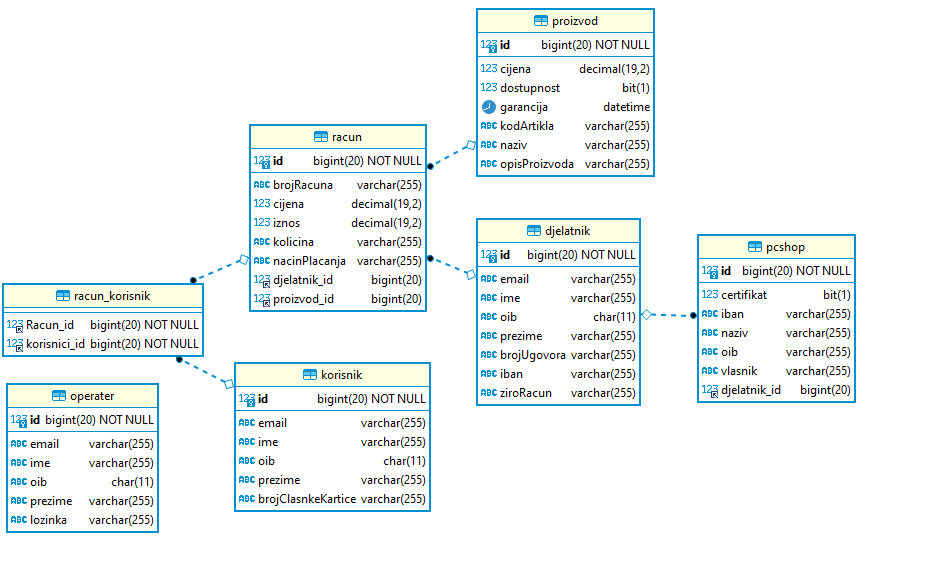 proizvod
123 id bigint(20) NOT NULL
123 cijena decimal(19,2)
123 dostupnost bit(1)
garancija datetime
ABC kodArtikla varchar(255)
ABC naziv varchar(255)
ABC opisProizvoda varchar(255)
racun
123 id bigint(20) NOT NULL
ABC brojRacuna varchar(255)
123 cijena decimal(19,2)
123 iznos decimal(19,2)
ABC kolicina varchar(255)
ABC nacinPlacanja varchar(255)
123 djelatnik_id bigint(20)
123 proizvod_id bigint(20)
djelatnik
123 id bigint(20) NOT NULL
ABC email varchar(255)
ABC ime varchar(255)
ABC oib char(11)
ABC prezime varchar(255)
ABC brojUgovora varchar(255)
ABC iban varchar(255)
ABC ziroRacun varchar(255)
pcshop
123 id bigint(20) NOT NULL
123 certifikat bit(1)
ABC iban varchar(255)
ABC naziv varchar(255)
ABC oib varchar(255)
ABC vlasnik varchar(255)
123 djelatnik_id bigint(20)
racun_korisnik
123 Racun_id bigint(20) NOT NULL
123 korisnici_id bigint(20) NOT NULL
korisnik
123 id bigint(20) NOT NULL
ABC email varchar(255)
ABC ime varchar(255)
ABC oib char(11)
ABC prezime varchar(255)
ABC brojClasnkeKartice varchar(255)
operater
123 id bigint(20) NOT NULL
ABC email varchar(255)
ABC ime varchar(255)
ABC oib char(11)
ABC prezime varchar(255)
ABC lozinka varchar(255)